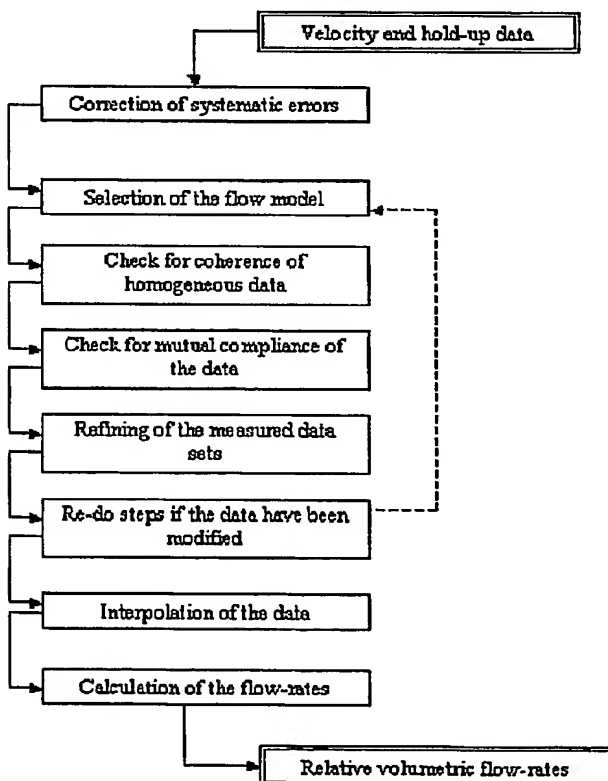 Velocity and hold-up data
Correction of systematic errors
Selection of the flow model
Check for coherence of
homogeneous data
Check for mutual compliance of
the data
Refining of the measured data
sets
Re-do steps if the data have been
modified
Interpolation of the data
Calculation of the flow-rates
Relative volumetric flow-rates